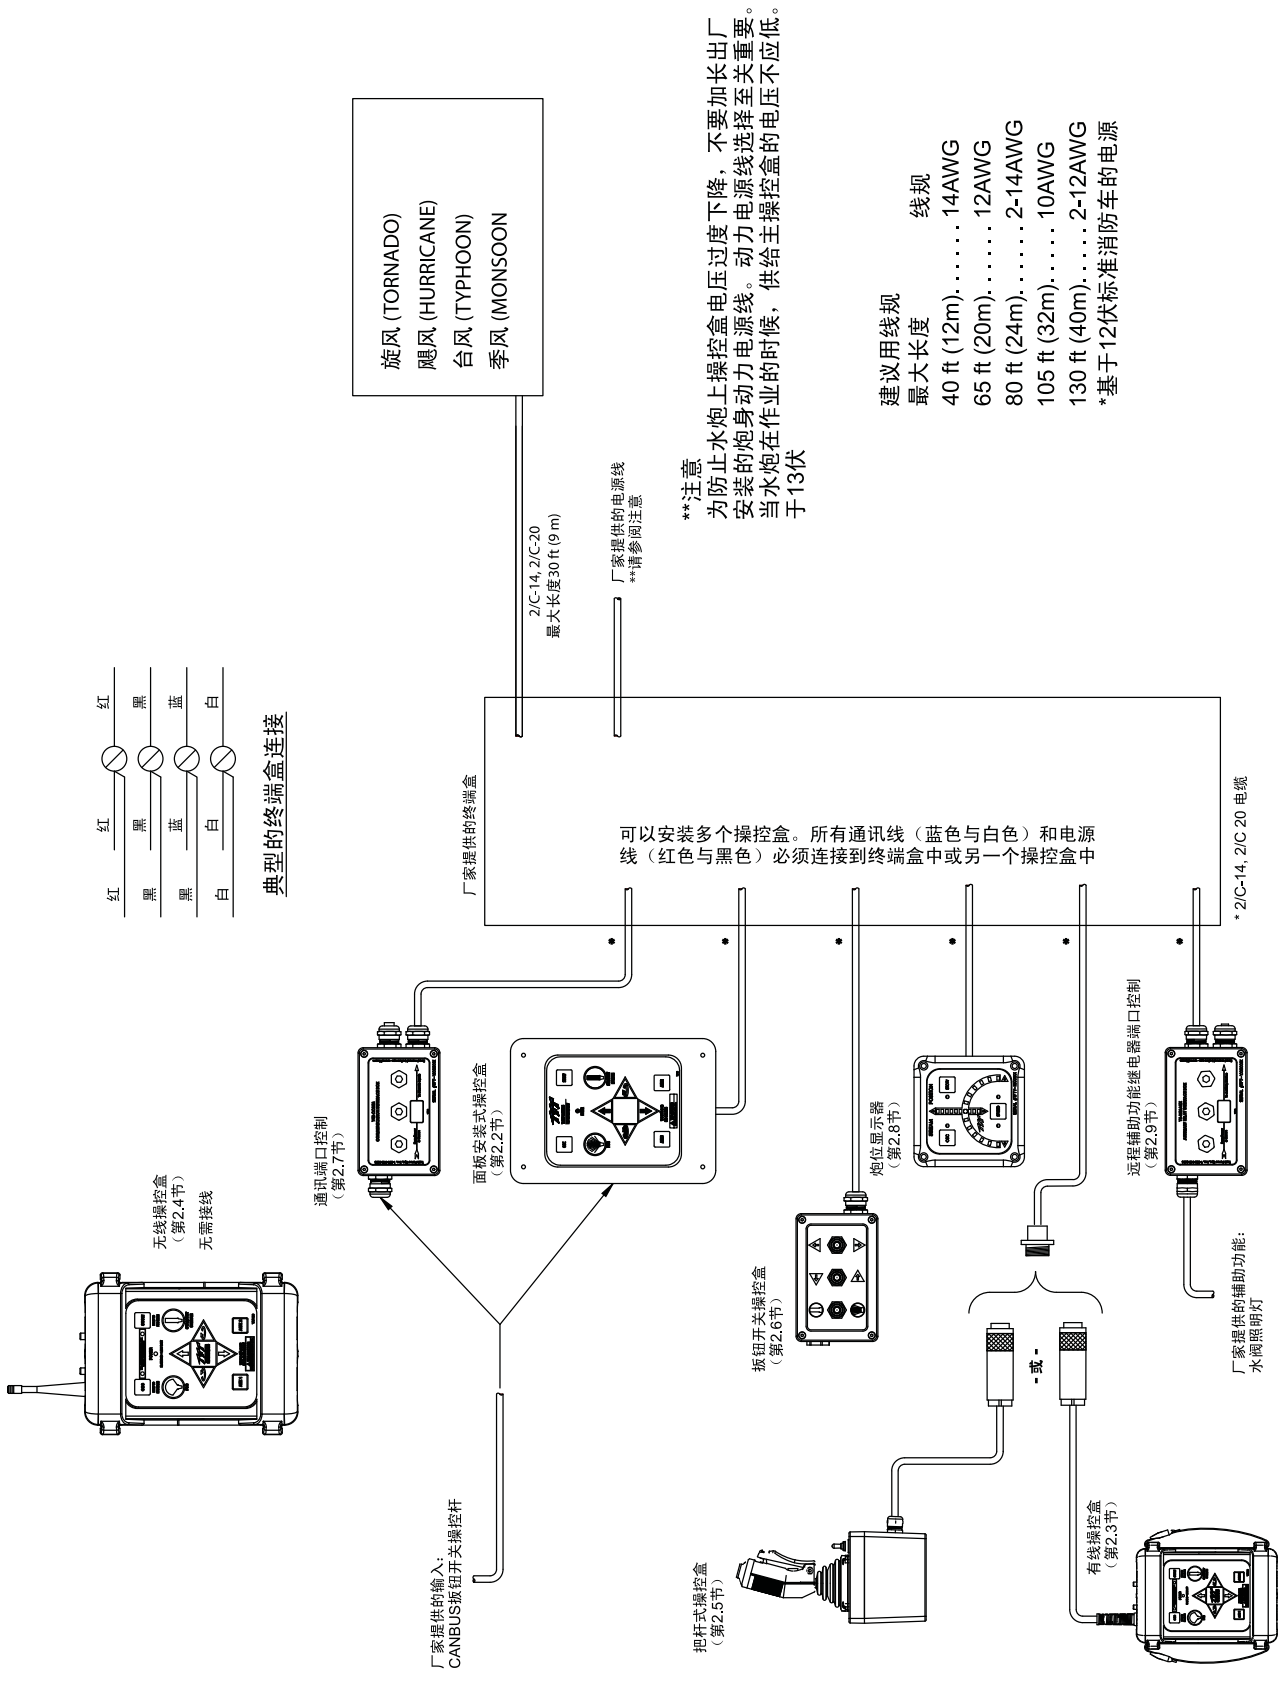 无线操控盒
（第2.4节）
无需接线
红
黑
蓝
白
红
黑
蓝
白
红
黑
黑
白
典型的终端盒连接
旋风 (TORNADO)
飓风 (HURRICANE)
台风 (TYPHOON)
季风 (MONSOON
通讯端口控制
（第2.7节）
厂家提供的输入:
CANBUS扳钮开关操控杆
面板安装式操控盒
（第2.2节）
厂家提供的终端盒
2/C-14, 2/C-20
最大长度30 ft (9 m)
厂家提供的电源线
**请参阅注意
可以安装多个操控盒。所有通讯线（蓝色与白色）和电源
线（红色与黑色）必须连接到终端盒中或另一个操控盒中
**注意
为防止水炮上操控盒电压过度下降，不要加长出厂
安装的炮身动力电源线。动力电源线选择至关重要。
当水炮在作业的时候，供给主操控盒的电压不应低。
于13伏
把杆式操控盒
（第2.5节）
扳钮开关操控盒
（第2.6节）
炮位显示器
（第2.8节）
建议用线规
最大长度 线规
40 ft (12m)...... 14AWG
65 ft (20m)...... 12AWG
80 ft (24m)...... 2-14AWG
105 ft (32m)..... 10AWG
130 ft (40m)..... 2-12AWG
*基于12伏标准消防车的电源
- 或 -
有线操控盒
（第2.3节）
远程辅助功能继电器端口控制
（第2.9节）
*
*
*
*
*
*
* 2/C-14, 2/C 20 电缆
厂家提供的辅助功能:
水阀照明灯